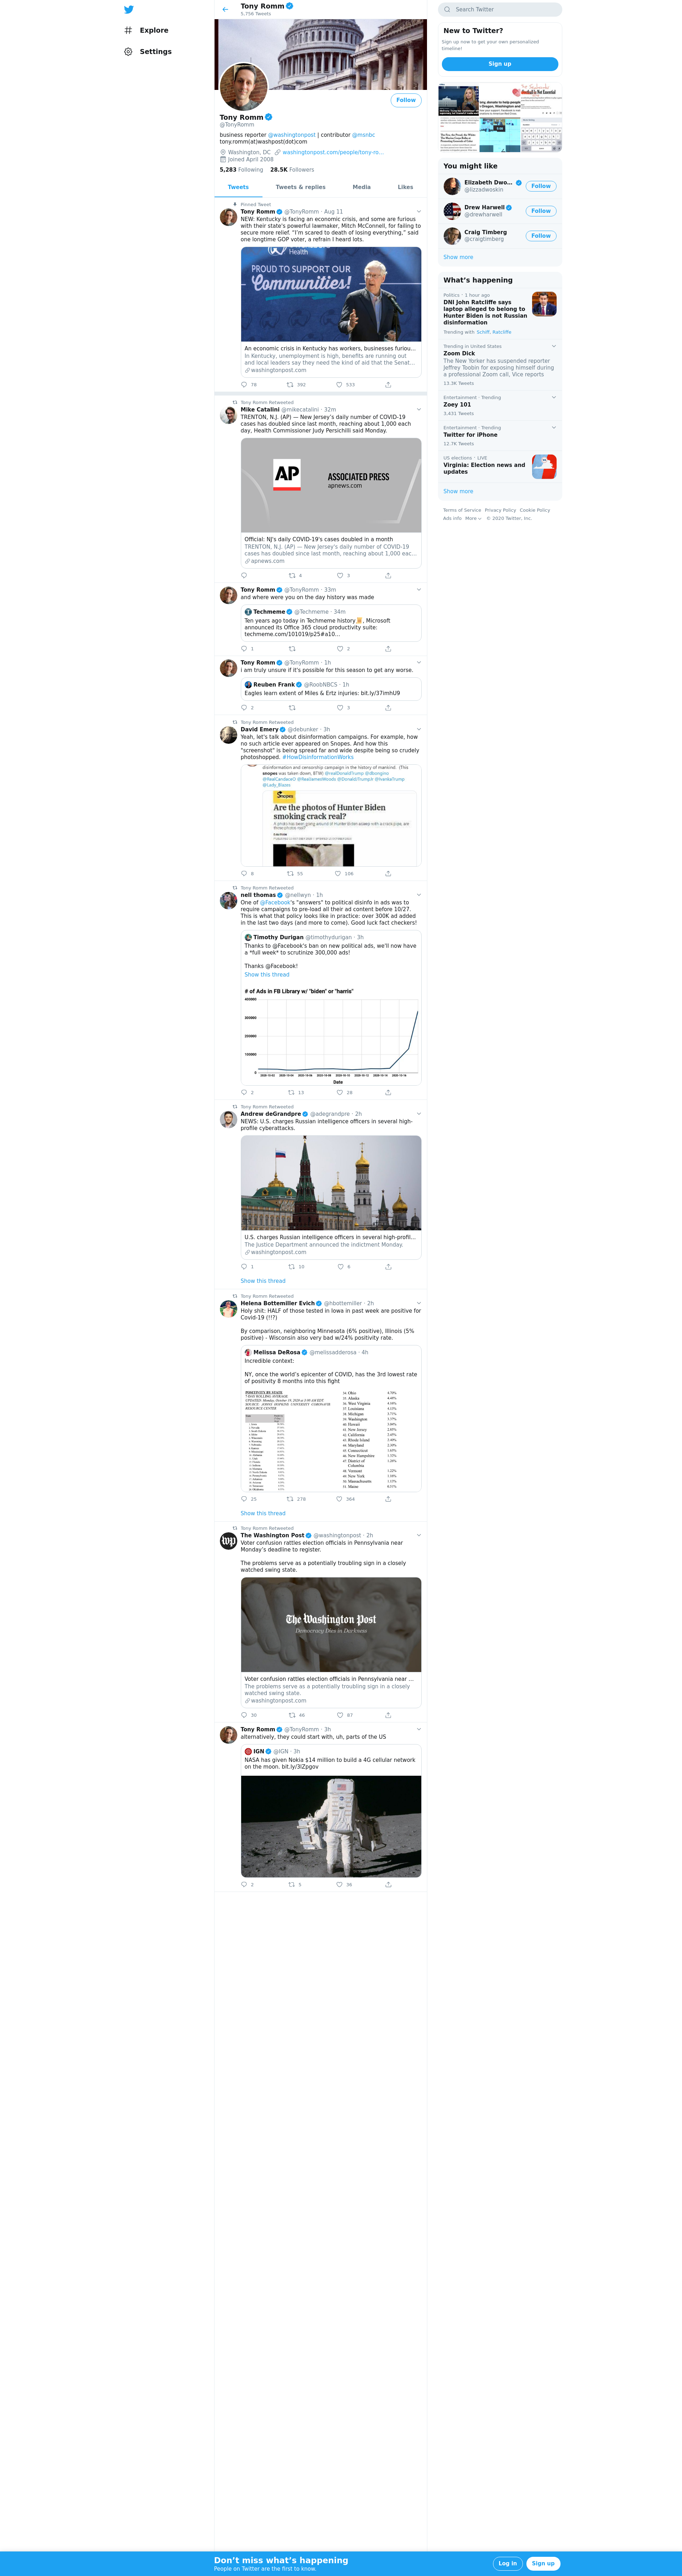 Explore
Settings
Tony Romm
5,756 Tweets
Follow
Tony Romm
@TonyRomm
business reporter @washingtonpost | contributor @msnbc
tony.romm(at)washpost(dot)com
Washington, DC washingtonpost.com/people/tony-ro...
Joined April 2008
5,283 Following 28.5K Followers
Tweets Tweets & replies Media Likes
Pinned Tweet
Tony Romm @TonyRomm · Aug 11
NEW: Kentucky is facing an economic crisis, and some are furious
with their state's powerful lawmaker, Mitch McConnell, for failing to
secure more relief. "I'm scared to death of losing everything," said
one longtime GOP voter, a refrain I heard lots.
Health
PROUD TO SUPPORT OUR
Communities!
An economic crisis in Kentucky has workers, businesses furiou...
In Kentucky, unemployment is high, benefits are running out
and local leaders say they need the kind of aid that the Senat...
washingtonpost.com
78 392 533
Tony Romm Retweeted
Mike Catalini @mikecatalini · 32m
TRENTON, N.J. (AP) — New Jersey's daily number of COVID-19
cases has doubled since last month, reaching about 1,000 each
day, Health Commissioner Judy Persichilli said Monday.
AP
ASSOCIATED PRESS
apnews.com
Official: NJ's daily COVID-19's cases doubled in a month
TRENTON, N.J. (AP) — New Jersey's daily number of COVID-19
cases has doubled since last month, reaching about 1,000 eac...
apnews.com
4 3
Tony Romm @TonyRomm · 33m
and where were you on the day history was made
Techmeme @Techmeme · 34m
Ten years ago today in Techmeme history, Microsoft
announced its Office 365 cloud productivity suite:
techmeme.com/101019/p25#a10...
1 2
Tony Romm @TonyRomm · 1h
i am truly unsure if it's possible for this season to get any worse.
Reuben Frank @RoobNBCS · 1h
Eagles learn extent of Miles & Ertz injuries: bit.ly/37imhU9
2 3
Tony Romm Retweeted
David Emery @debunker · 3h
Yeah, let's talk about disinformation campaigns. For example, how
no such article ever appeared on Snopes. And how this
"screenshot" is being spread far and wide despite being so crudely
photoshopped. #HowDisinformationWorks
disinformation and censorship campaign in the history of mankind. (This
snopes was taken down, BTW) @realDonaldTrump @dbongino
@RealCandaceO @RealJamesWoods @DonaldJTrumpJr @IvankaTrump
@Lady_Blazes
Snopes
Are the photos of Hunter Biden
smoking crack real?
8 55 106
Tony Romm Retweeted
nell thomas @nellwyn · 1h
One of @Facebook's "answers" to political disinfo in ads was to
require campaigns to pre-load all their ad content before 10/27.
This is what that policy looks like in practice: over 300K ad added
in the last two days (and more to come). Good luck fact checkers!
Timothy Durigan @timothydurigan · 3h
Thanks to @Facebook's ban on new political ads, we'll now have
a *full week* to scrutinize 300,000 ads!
Thanks @Facebook!
Show this thread
# of Ads in FB Library w/ "biden" or "harris"
400000
300000
200000
100000
0
Date
2 13 28
Tony Romm Retweeted
Andrew deGrandpre @adegrandpre · 2h
NEWS: U.S. charges Russian intelligence officers in several high-
profile cyberattacks.
U.S. charges Russian intelligence officers in several high-profil...
The Justice Department announced the indictment Monday.
washingtonpost.com
1 10 6
Show this thread
Tony Romm Retweeted
Helena Bottemiller Evich @hbottemiller · 2h
Holy shit: HALF of those tested in Iowa in past week are positive for
Covid-19 (!!?)
By comparison, neighboring Minnesota (6% positive), Illinois (5%
positive) - Wisconsin also very bad w/24% positivity rate.
Melissa DeRosa @melissadderosa · 4h
Incredible context:
NY, once the world's epicenter of COVID, has the 3rd lowest rate
of positivity 8 months into this fight
POSITIVITY BY STATE
25 278 364
Show this thread
Tony Romm Retweeted
The Washington Post @washingtonpost · 2h
Voter confusion rattles election officials in Pennsylvania near
Monday's deadline to register.
The problems serve as a potentially troubling sign in a closely
watched swing state.
wp
The Washington Post
Democracy Dies in Darkness
Voter confusion rattles election officials in Pennsylvania near ...
The problems serve as a potentially troubling sign in a closely
watched swing state.
washingtonpost.com
30 46 87
Tony Romm @TonyRomm · 3h
alternatively, they could start with, uh, parts of the US
IGN @IGN · 3h
NASA has given Nokia $14 million to build a 4G cellular network
on the moon. bit.ly/3lZpgov
2 5 38
Search Twitter
New to Twitter?
Sign up now to get your own personalized
timeline!
Sign up
You might like
Elizabeth Dwo...
@lizzadwoskin
Follow
Drew Harwell
@drewharwell
Follow
Craig Timberg
@craigtimberg
Follow
Show more
What's happening
Politics · 1 hour ago
DNI John Ratcliffe says
laptop alleged to belong to
Hunter Biden is not Russian
disinformation
Trending with Schiff, Ratcliffe
Trending in United States
Zoom Dick
The New Yorker has suspended reporter
Jeffrey Toobin for exposing himself during
a professional Zoom call, Vice reports
13.3K Tweets
Entertainment · Trending
Zoey 101
3,431 Tweets
Entertainment · Trending
Twitter for iPhone
12.7K Tweets
US elections · LIVE
Virginia: Election news and
updates
Show more
Terms of Service Privacy Policy Cookie Policy
Ads info More © 2020 Twitter, Inc.
Don't miss what's happening
People on Twitter are the first to know.
Log in Sign up